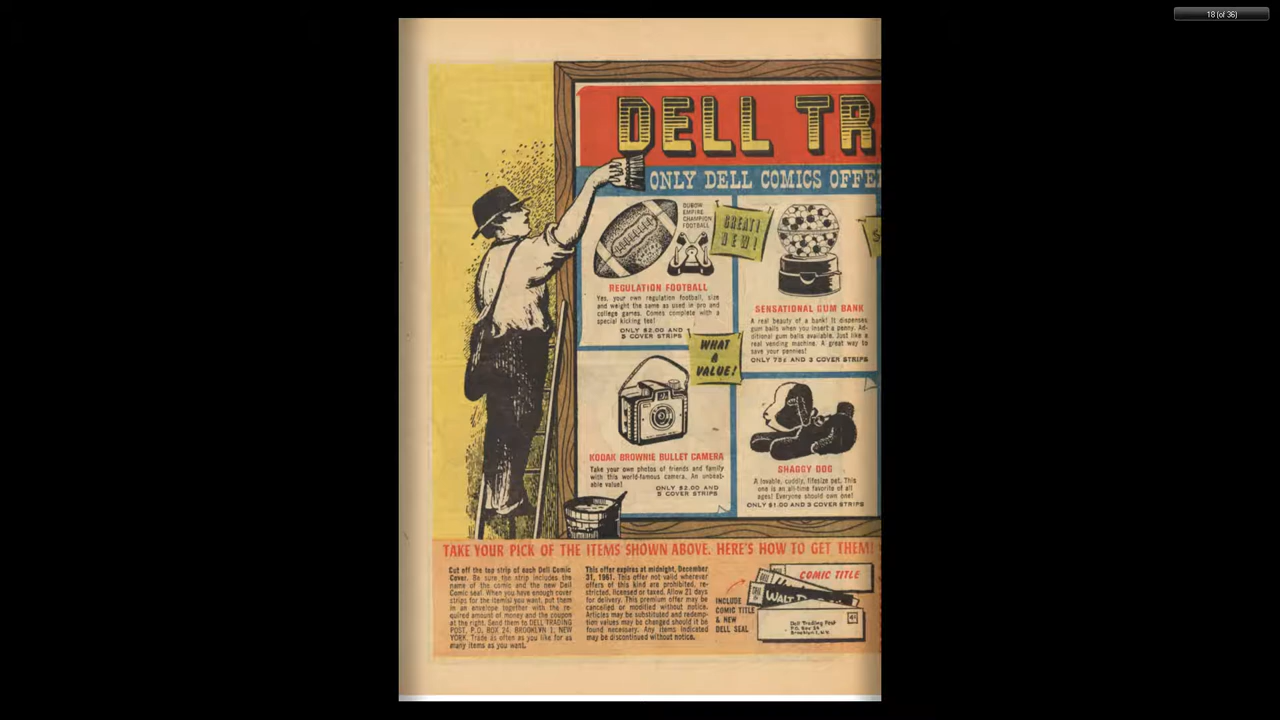 18 (of 36)
DELL TR
ONLY DELL COMICS OFFE
DUBOW
EMPIRE
CHAMPION
FOOTBALL
GREAT!
NEW!
REGULATION FOOTBALL
Yes, your own regulation football, size
and weight the same as used in pro and
college games. Comes complete with a
special kicking tee!
ONLY $2.00 AND
5 COVER STRIPS
SENSATIONAL GUM BANK
A real beauty of a bank! It dispenses
gum balls when you insert a penny. Ad-
ditional gum balls available. Just like a
real vending machine. A great way to
save your pennies!
ONLY 75¢ AND 3 COVER STRIPS
WHAT
A
VALUE!
KODAK BROWNIE BULLET CAMERA
Take your own photos of friends and family
with this world-famous camera. An unbeat-
able value!
ONLY $2.00 AND
5 COVER STRIPS
SHAGGY DOG
A lovable, cuddly, lifesize pet. This
one is an all-time favorite of all
ages! Everyone should own one!
ONLY $1.00 AND 3 COVER STRIPS
TAKE YOUR PICK OF THE ITEMS SHOWN ABOVE. HERE'S HOW TO GET THEM!
Cut off the top strip of each Dell Comic
Cover. Be sure the strip includes the
name of the comic and the new Dell
Comic seal. When you have enough cover
strips for the item(s) you want, put them
in an envelope together with the re-
quired amount of money and the coupon
at the right. Send them to DELL TRADING
POST, P.O. BOX 24, BROOKLYN 1, NEW
YORK. Trade as often as you like for as
many items as you want.
This offer expires at midnight, December
31, 1961. This offer not valid wherever
offers of this kind are prohibited, re-
stricted, licensed or taxed. Allow 21 days
for delivery. This premium offer may be
cancelled or modified without notice.
Articles may be substituted and redemp-
tion values may be changed should it be
found necessary. Any items indicated
may be discontinued without notice.
INCLUDE
COMIC TITLE
& NEW
DELL SEAL
COMIC TITLE
WALT
Dell Trading Post
P.O. Box 24
Brooklyn 1, N.Y.